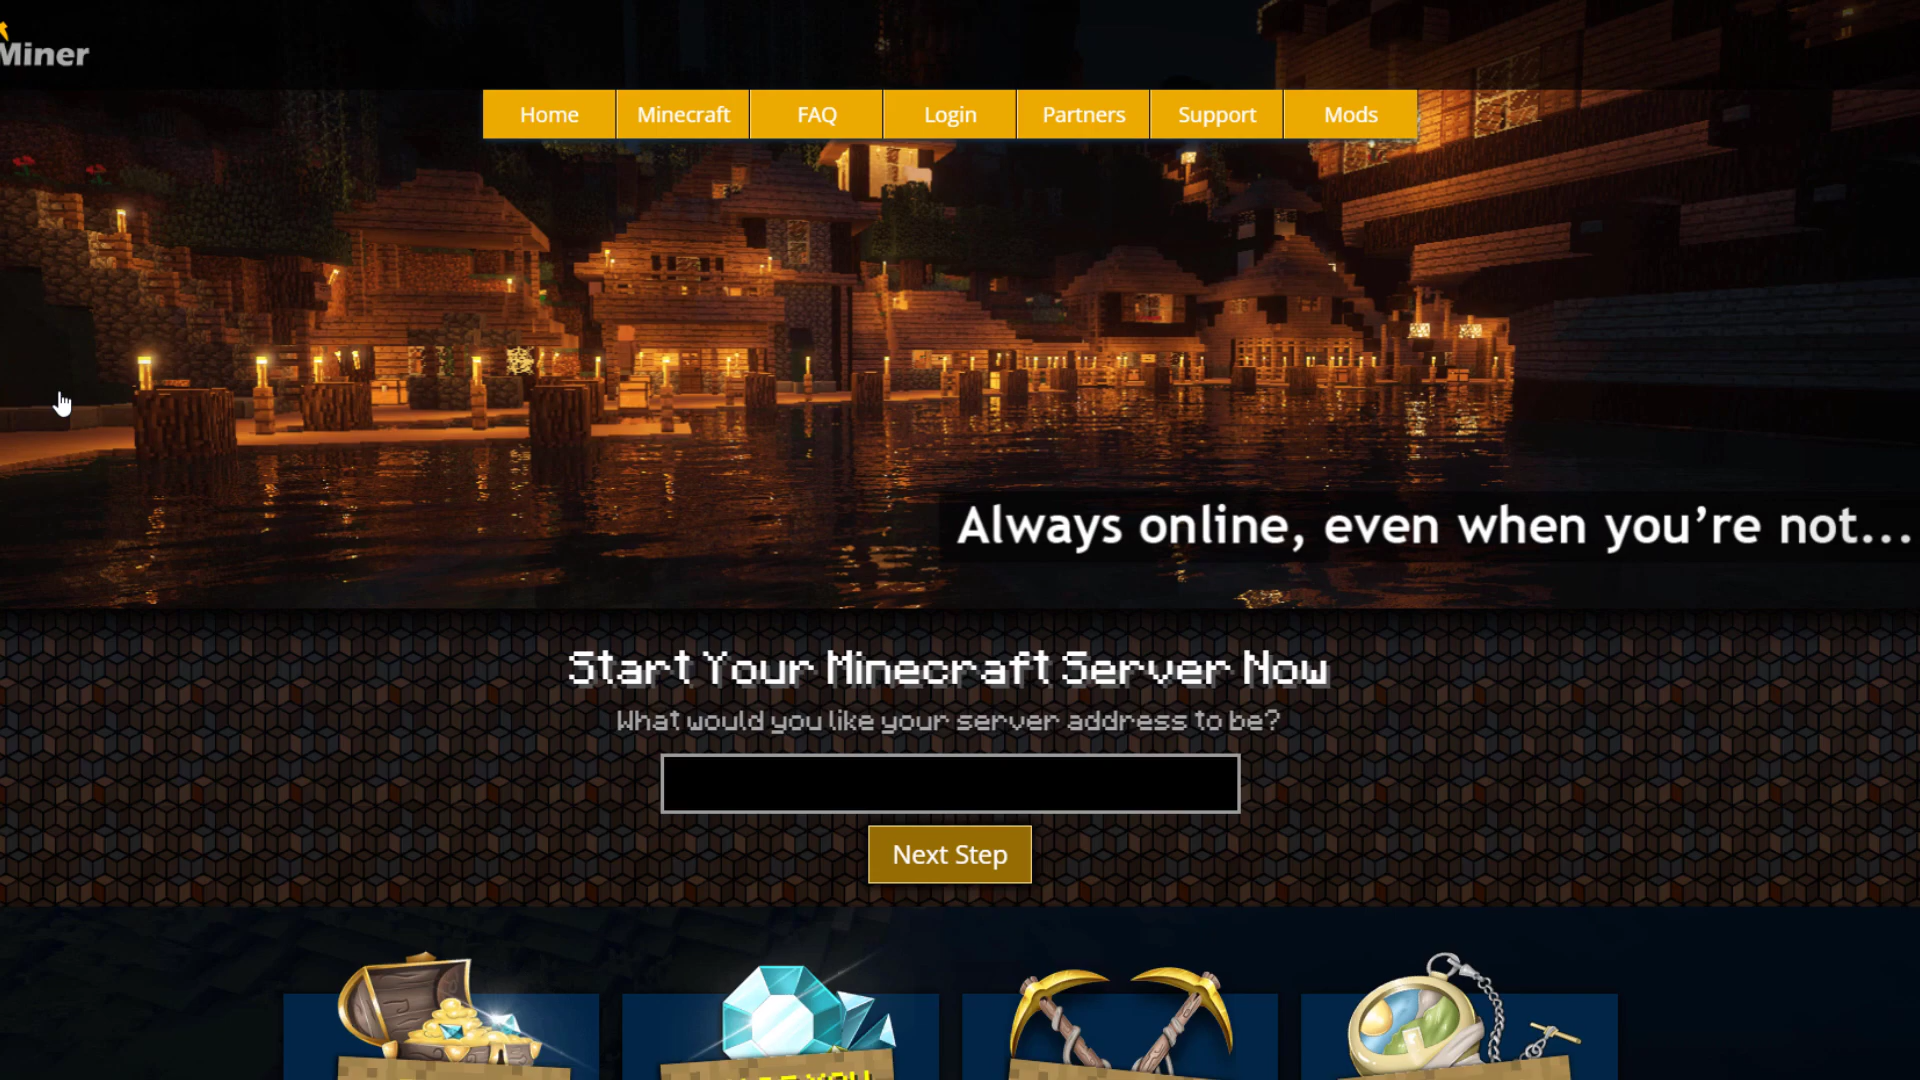 Miner
Home Minecraft FAQ Login Partners Support Mods
Always online, even when you're not...
Start Your Minecraft Server Now
What would you like your server address to be?
Next Step